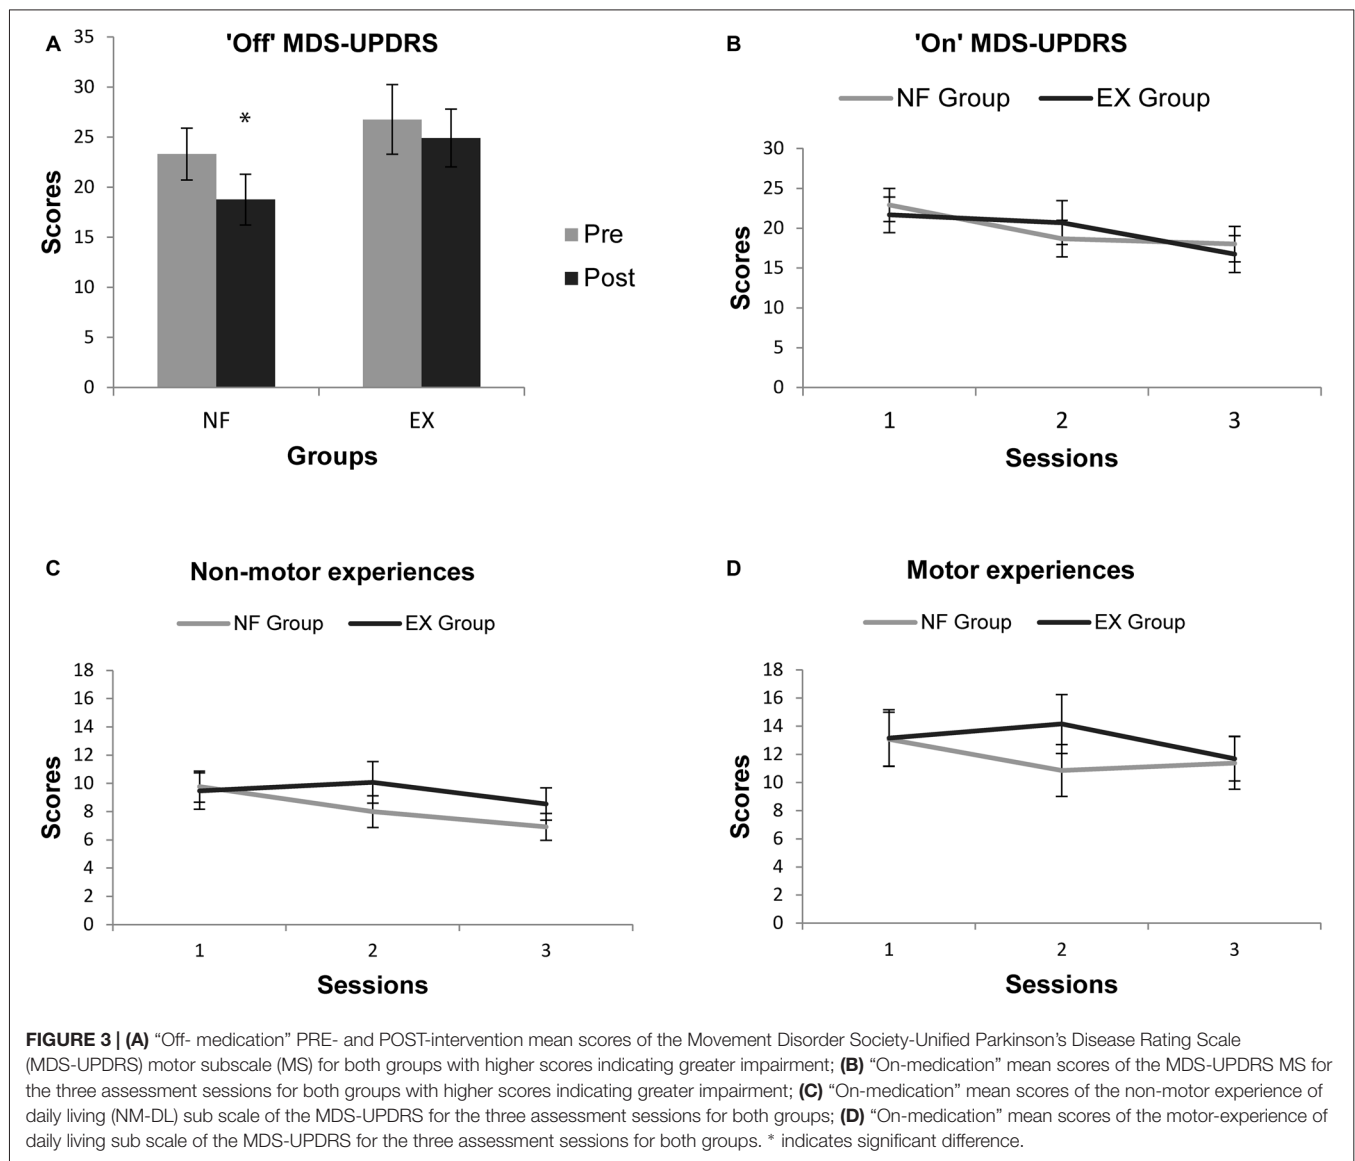 A
'Off' MDS-UPDRS
35
30
25
20
15
10
5
0
Scores
*
NF
EX
Groups
Pre
Post
B
'On' MDS-UPDRS
NF Group
EX Group
30
25
20
15
10
5
0
Scores
1
2
3
Sessions
C
Non-motor experiences
NF Group
EX Group
18
16
14
12
10
8
6
4
2
0
Scores
1
2
3
Sessions
D
Motor experiences
NF Group
EX Group
18
16
14
12
10
8
6
4
2
0
Scores
1
2
3
Sessions
FIGURE 3 | (A) “Off- medication” PRE- and POST-intervention mean scores of the Movement Disorder Society-Unified Parkinson’s Disease Rating Scale
(MDS-UPDRS) motor subscale (MS) for both groups with higher scores indicating greater impairment; (B) “On-medication” mean scores of the MDS-UPDRS MS for
the three assessment sessions for both groups with higher scores indicating greater impairment; (C) “On-medication” mean scores of the non-motor experience of
daily living (NM-DL) sub scale of the MDS-UPDRS for the three assessment sessions for both groups; (D) “On-medication” mean scores of the motor-experience of
daily living sub scale of the MDS-UPDRS for the three assessment sessions for both groups. * indicates significant difference.